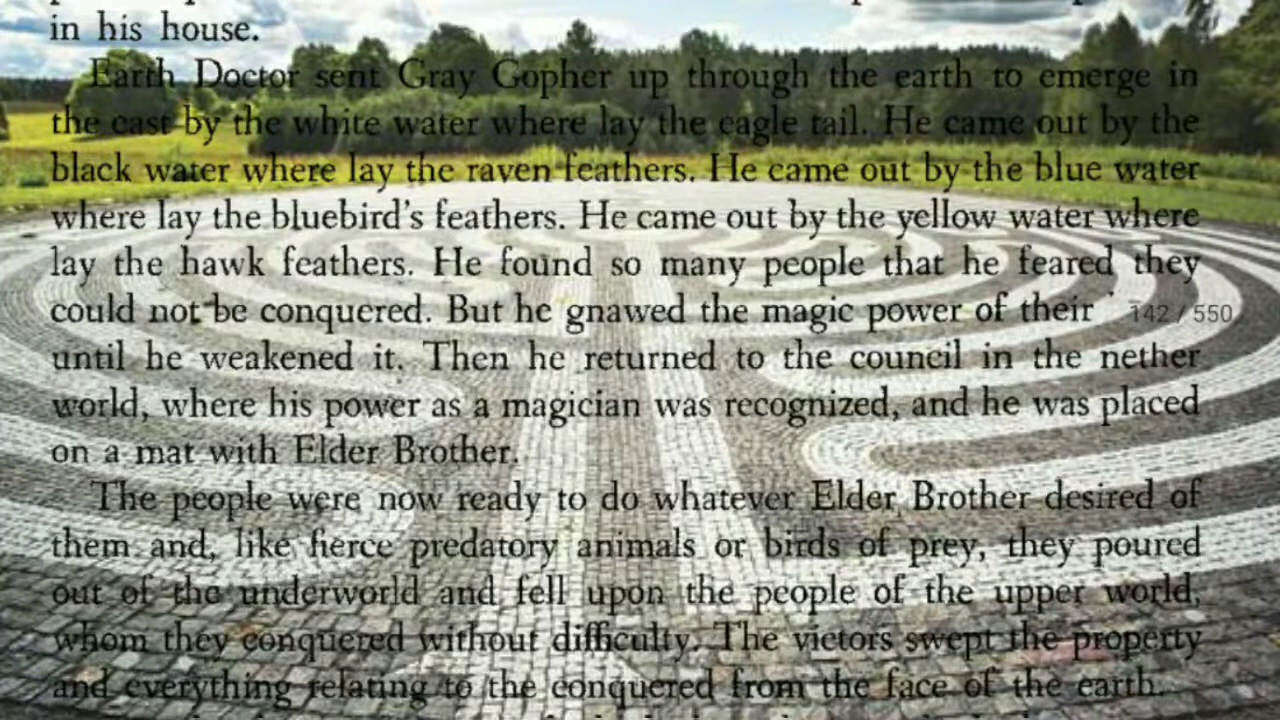 in his house.
Earth Doctor sent Gray Gopher up through the earth to emerge in
the east by the white water where lay the eagle tail. He came out by the
black water where lay the raven feathers. He came out by the blue water
where lay the bluebird's feathers. He came out by the yellow water where
lay the hawk feathers. He found so many people that he feared they
could not be conquered. But he gnawed the magic power of their
142 / 550
until he weakened it. Then he returned to the council in the nether
world, where his power as a magician was recognized, and he was placed
on a mat with Elder Brother.
The people were now ready to do whatever Elder Brother desired of
them and, like fierce predatory animals or birds of prey, they poured
out of the underworld and fell upon the people of the upper world,
whom they conquered without difficulty. The victors swept the property
and everything relating to the conquered from the face of the earth.